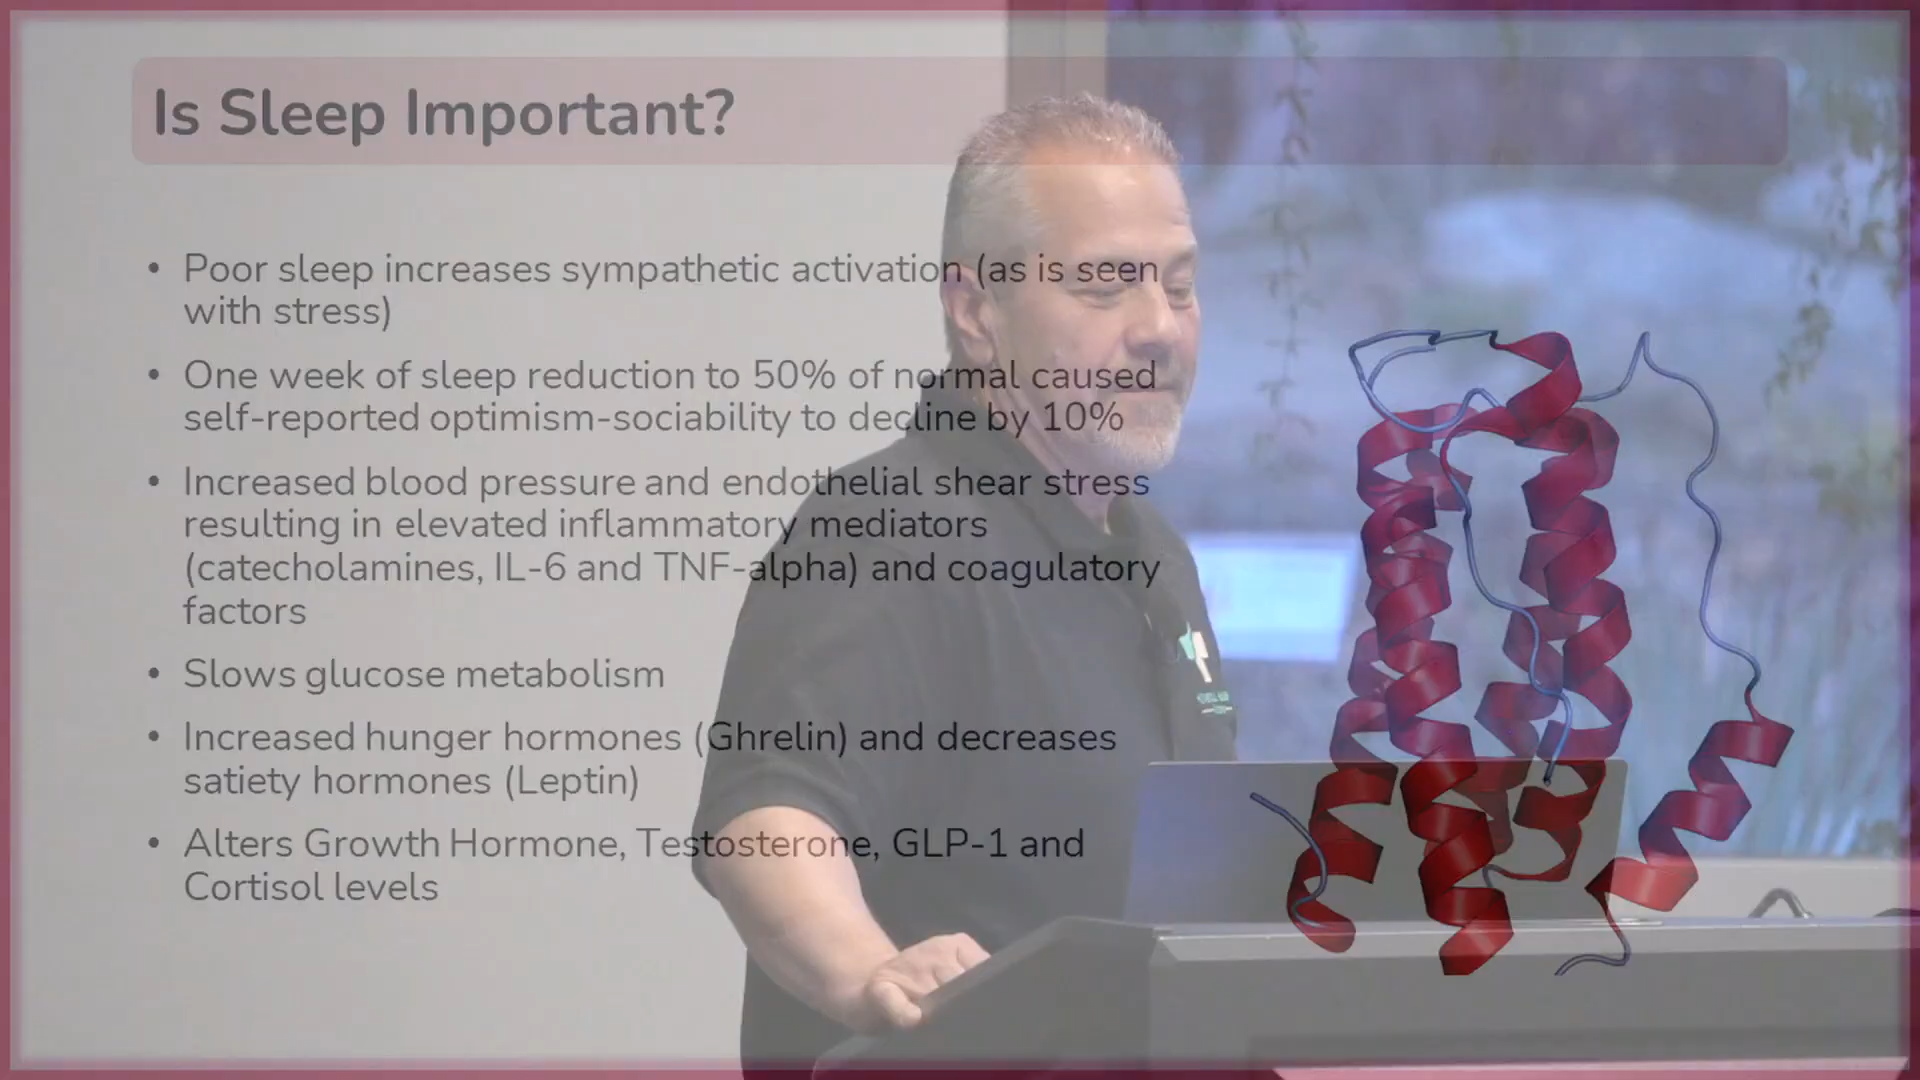 Is Sleep Important?
• Poor sleep increases sympathetic activation (as is seen
with stress)
• One week of sleep reduction to 50% of normal caused
self-reported optimism-sociability to decline by 10%
• Increased blood pressure and endothelial shear stress
resulting in elevated inflammatory mediators
(catecholamines, IL-6 and TNF-alpha) and coagulatory
factors
• Slows glucose metabolism
• Increased hunger hormones (Ghrelin) and decreases
satiety hormones (Leptin)
• Alters Growth Hormone, Testosterone, GLP-1 and
Cortisol levels